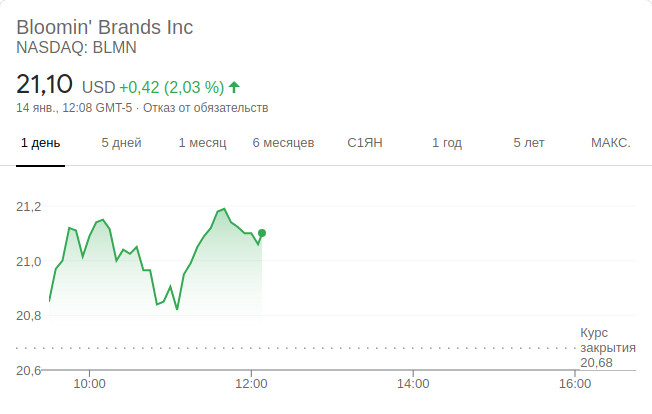 Bloomin' Brands Inc
NASDAQ: BLMN
21,10 USD +0,42 (2,03 %)
14 янв., 12:08 GMT-5 · Отказ от обязательств
1 день 5 дней 1 месяц 6 месяцев С1ЯН 1 год 5 лет МАКС.
21,2
21,0
20,8
Курс
закрытия
20,68
20,6
10:00 12:00 14:00 16:00